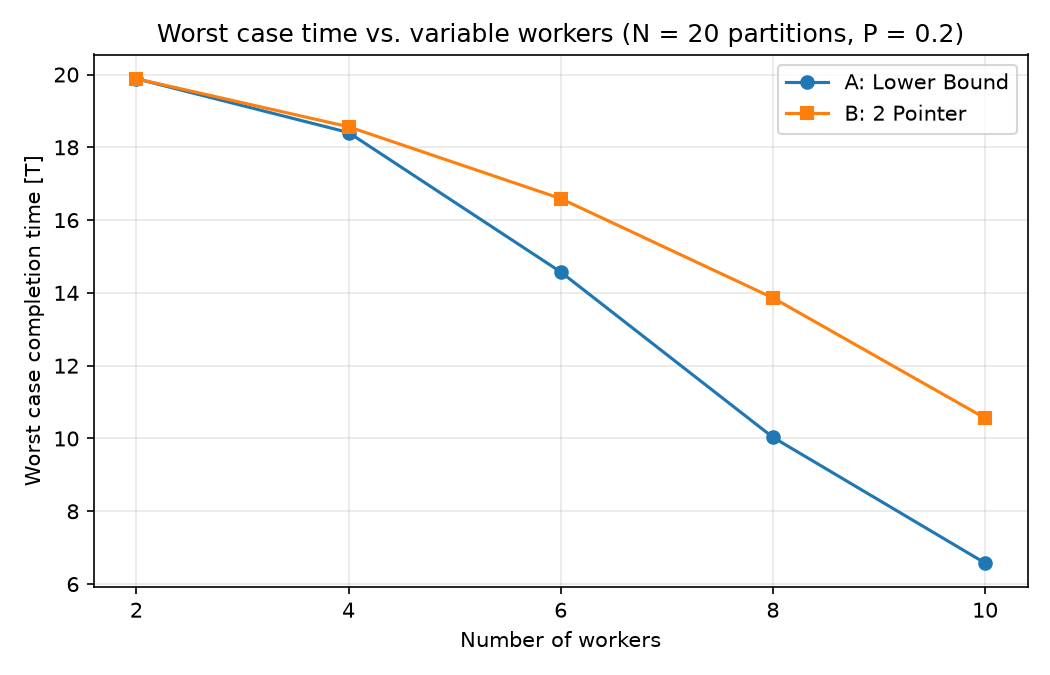 Worst case time vs. variable workers (N = 20 partitions, P = 0.2)
A: Lower Bound
B: 2 Pointer
Worst case completion time [T]
20
18
16
14
12
10
8
6
2 4 6 8 10
Number of workers